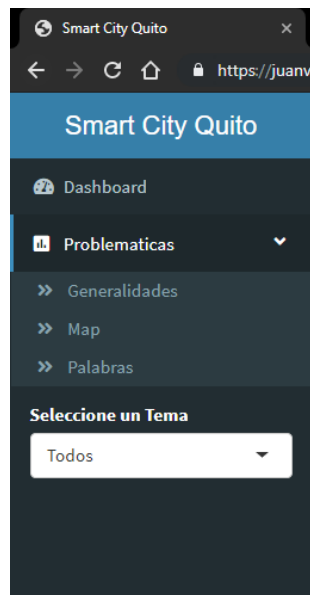 Smart City Quito
https://juanv
Smart City Quito
Dashboard
Problematicas
Generalidades
Map
Palabras
Seleccione un Tema
Todos